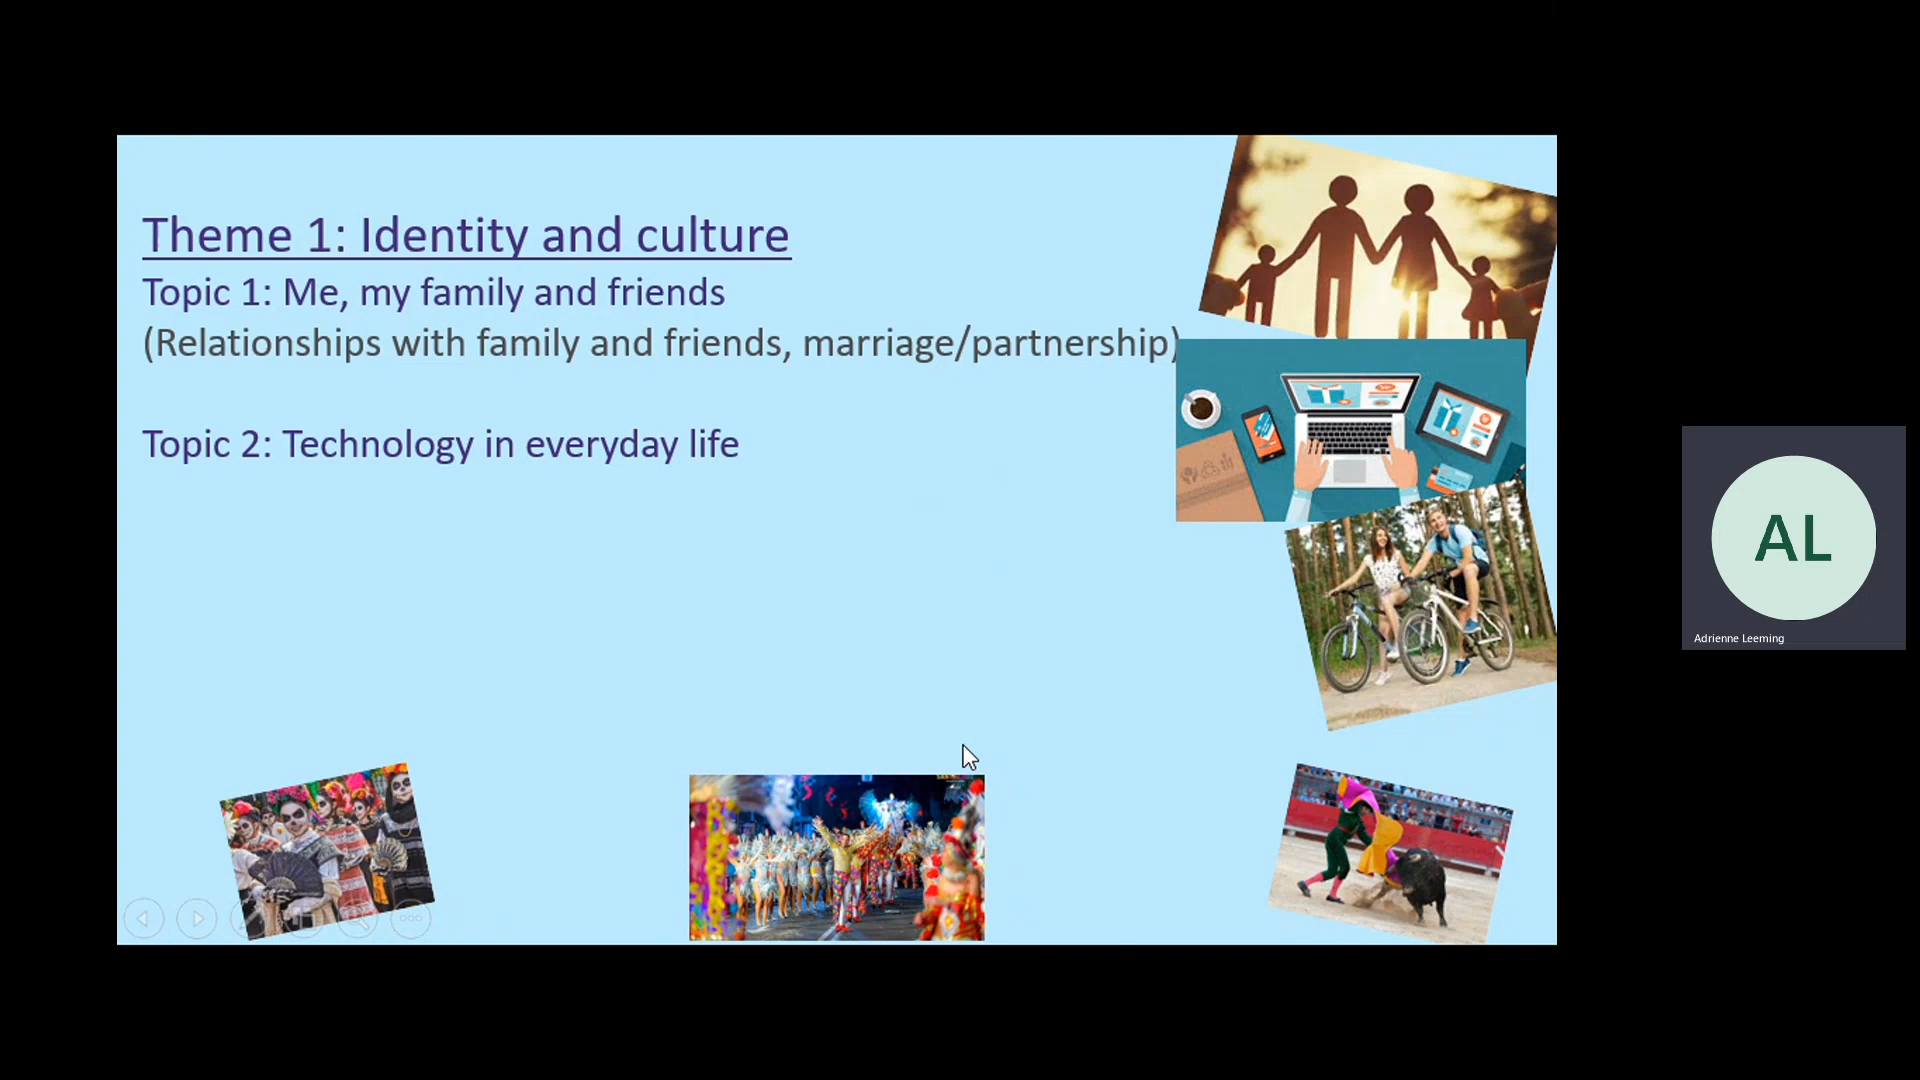 Theme 1: Identity and culture
Topic 1: Me, my family and friends
(Relationships with family and friends, marriage/partnership)
Topic 2: Technology in everyday life
AL
Adrienne Leeming